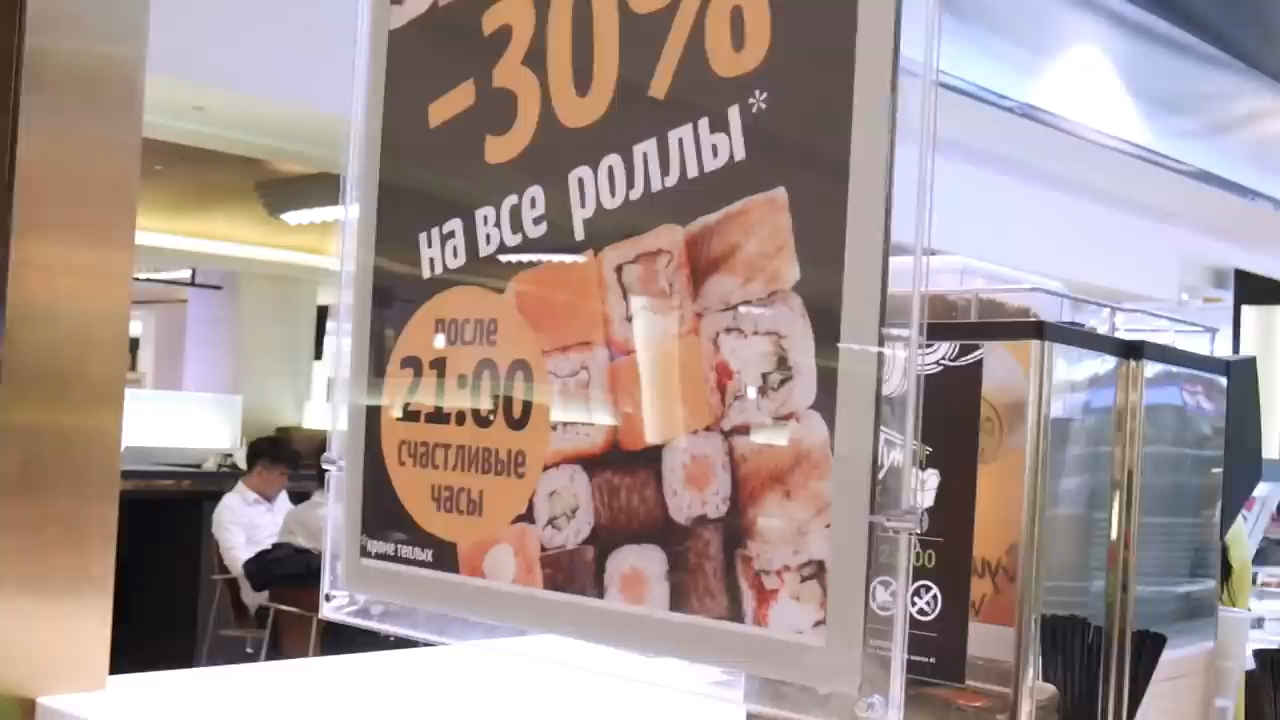 -30%
на все роллы*
после
21:00
счастливые
часы
*кроме теплых